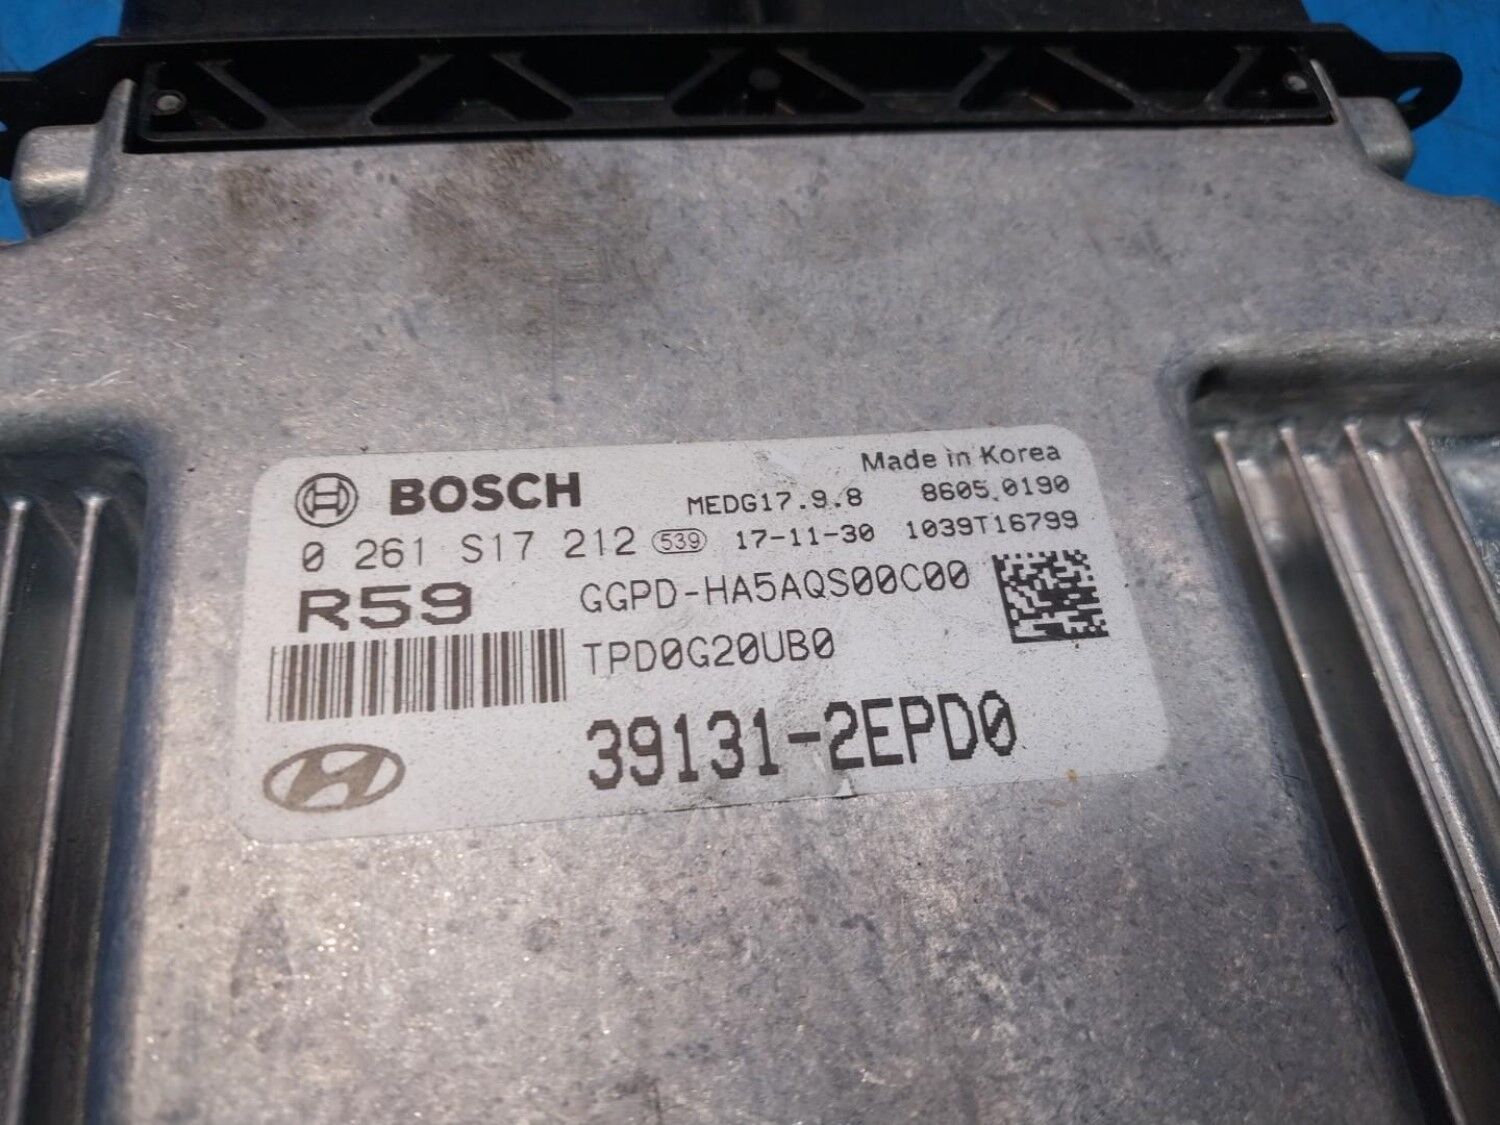 BOSCH
Made in Korea
MEDG17.9.8 8605.0190
0 261 S17 212 539 17-11-30 1039T16799
R59 GGPD-HA5AQS00C00
TPD0G20UB0
39131-2EPD0